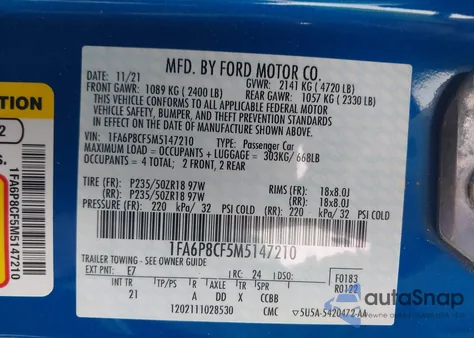 MFD. BY FORD MOTOR CO.
DATE: 11/21 GVWR: 2141 KG ( 4720 LB)
FRONT GAWR: 1089 KG ( 2400 LB) REAR GAWR: 1057 KG ( 2330 LB)
THIS VEHICLE CONFORMS TO ALL APPLICABLE FEDERAL MOTOR
VEHICLE SAFETY, BUMPER, AND THEFT PREVENTION STANDARDS
IN EFFECT ON THE DATE OF MANUFACTURE SHOWN ABOVE.
VIN: 1FA6P8CF5M5147210 TYPE: Passenger Car
MAXIMUM LOAD = OCCUPANTS + LUGGAGE = 303KG / 668LB
OCCUPANTS = 4 TOTAL; 2 FRONT, 2 REAR
TIRE (FR): P235/50ZR18 97W RIM (FR): 18x8.0J
(RR): P235/50ZR18 97W (RR): 18x8.0J
PRESSURE (FR) 220 kPA/ 32 PSI COLD (RR): 220 kPA/ 32 PSI COLD
1FA6P8CF5M5147210
TRAILER TOWING - SEE OWNER GUIDE
EXT PNT: E7 RC: 24 DSO: F0183
R0122
INT TR TP/PS R AXLE TR SPR
21 A DD X CCBB
1202111028530 CMC 5U5A-5420472-AA
TION
2
s.
1FA6P8CF5M5147210
autoSnap
by AutoBidMaster